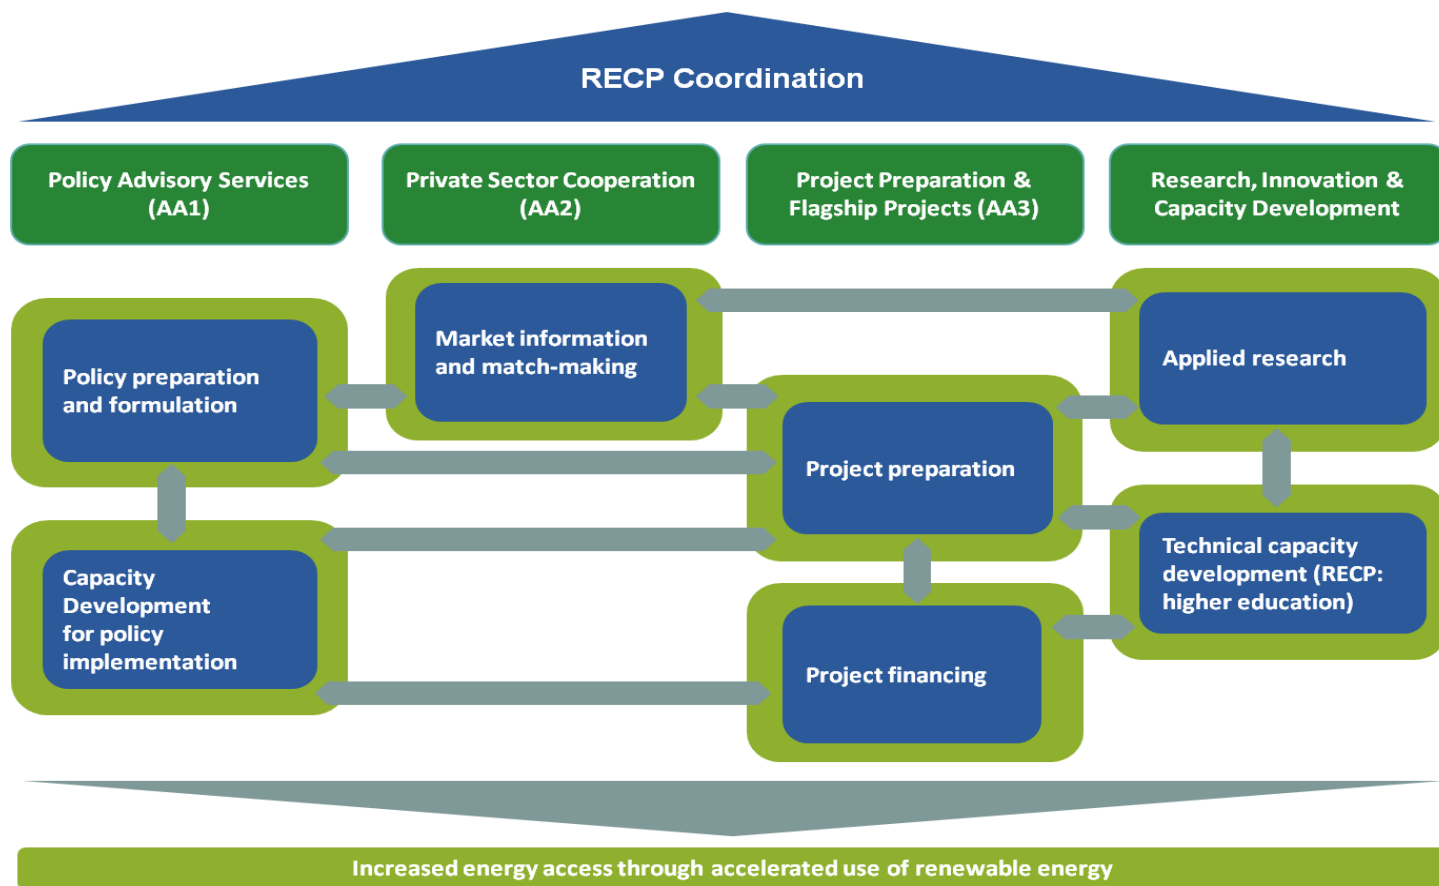 RECP Coordination
Policy Advisory Services
(AA1)
Private Sector Cooperation
(AA2)
Project Preparation &
Flagship Projects (AA3)
Research, Innovation &
Capacity Development
Policy preparation
and formulation
Market information
and match-making
Applied research
Project preparation
Capacity
Development
for policy
implementation
Technical capacity
development (RECP:
higher education)
Project financing
Increased energy access through accelerated use of renewable energy